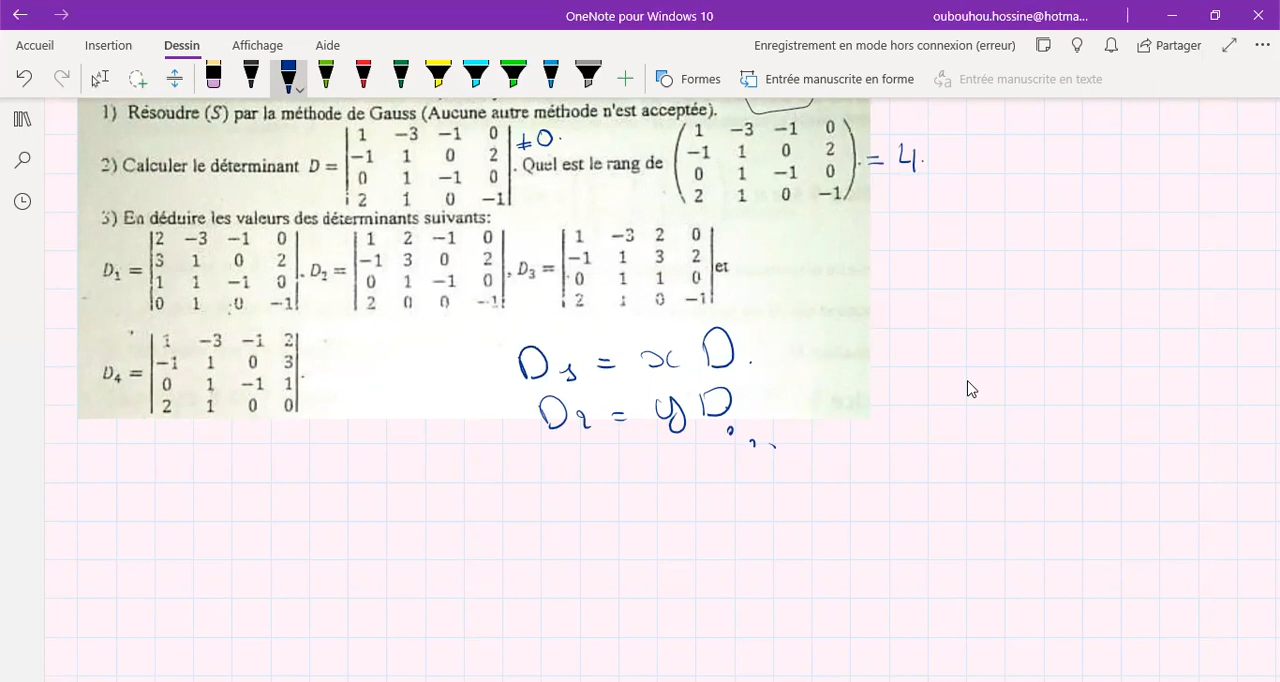 OneNote pour Windows 10
oubouhou.hossine@hotma...
Accueil Insertion Dessin Affichage Aide
Enregistrement en mode hors connexion (erreur) Partager
Formes Entrée manuscrite en forme Entrée manuscrite en texte
1) Résoudre (S) par la méthode de Gauss (Aucune autre méthode n'est acceptée).
2) Calculer le déterminant D = | 1 -3 -1 0 | ≠ 0. Quel est le rang de ( 1 -3 -1 0 ) . = 4.
| -1 1 0 2 | ( -1 1 0 2 )
| 0 1 -1 0 | ( 0 1 -1 0 )
| 2 1 0 -1 | ( 2 1 0 -1 )
3) En déduire les valeurs des déterminants suivants:
D₁ = | 2 -3 -1 0 | , D₂ = | 1 2 -1 0 | , D₃ = | 1 -3 2 0 | et
| 3 1 0 2 | | -1 3 0 2 | | -1 1 3 2 |
| 1 1 -1 0 | | 0 1 -1 0 | | 0 1 1 0 |
| 0 1 0 -1 | | 2 0 0 -1 | | 2 1 0 -1 |
D₄ = | 1 -3 -1 2 | .
| -1 1 0 3 |
| 0 1 -1 1 |
| 2 1 0 0 |
D₁ = x D.
D₂ = y D
...